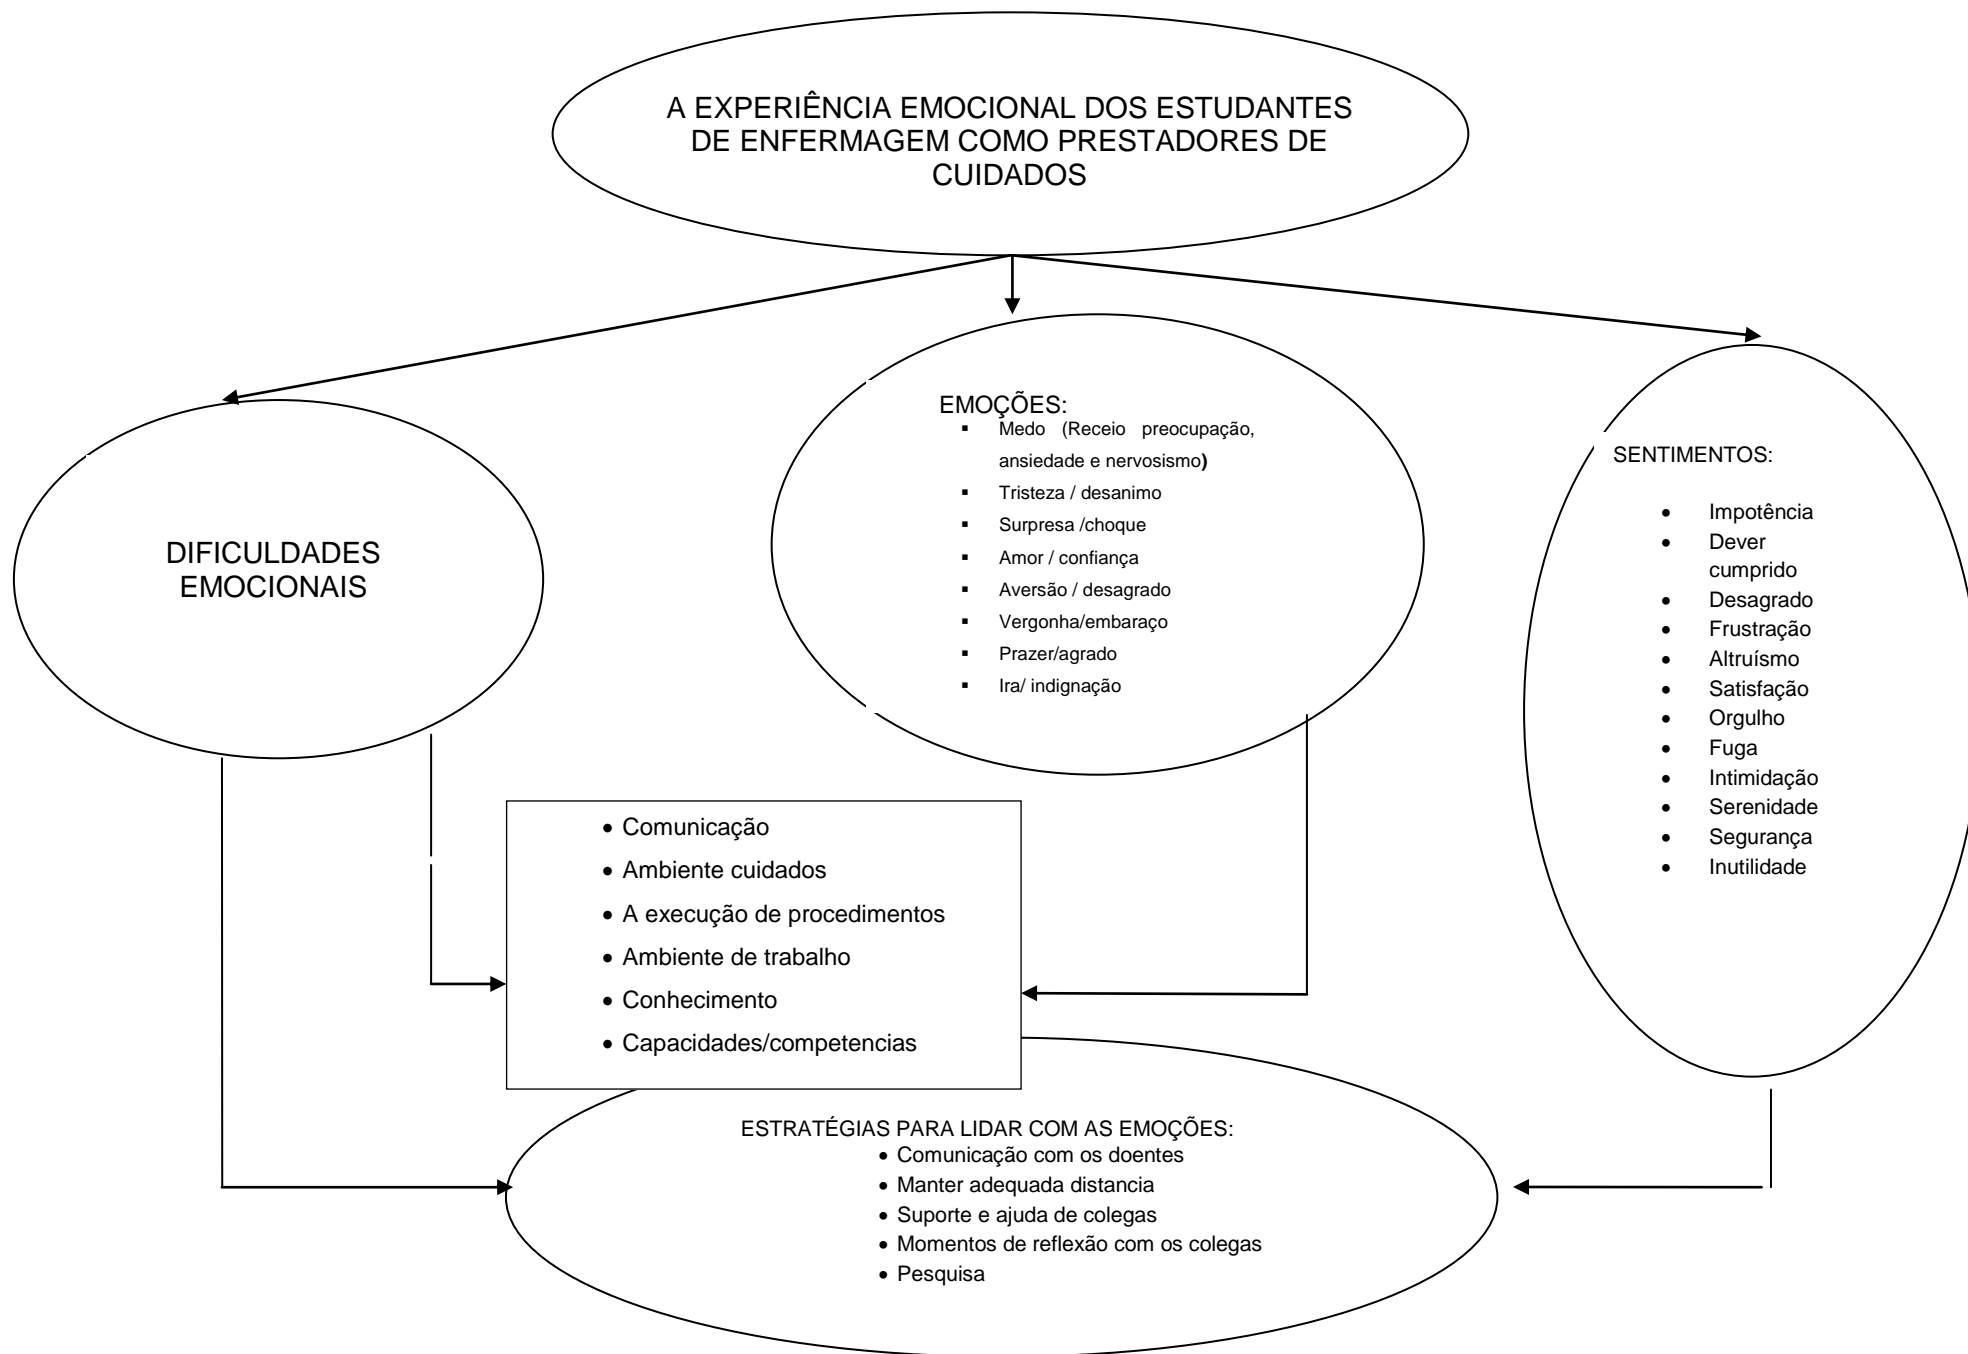 A EXPERIÊNCIA EMOCIONAL DOS ESTUDANTES
DE ENFERMAGEM COMO PRESTADORES DE
CUIDADOS
DIFICULDADES
EMOCIONAIS
EMOÇÕES:
▪ Medo (Receio preocupação,
ansiedade e nervosismo)
▪ Tristeza / desanimo
▪ Surpresa /choque
▪ Amor / confiança
▪ Aversão / desagrado
▪ Vergonha/embaraço
▪ Prazer/agrado
▪ Ira/ indignação
SENTIMENTOS:
• Impotência
• Dever
cumprido
• Desagrado
• Frustração
• Altruísmo
• Satisfação
• Orgulho
• Fuga
• Intimidação
• Serenidade
• Segurança
• Inutilidade
• Comunicação
• Ambiente cuidados
• A execução de procedimentos
• Ambiente de trabalho
• Conhecimento
• Capacidades/competencias
ESTRATÉGIAS PARA LIDAR COM AS EMOÇÕES:
• Comunicação com os doentes
• Manter adequada distancia
• Suporte e ajuda de colegas
• Momentos de reflexão com os colegas
• Pesquisa